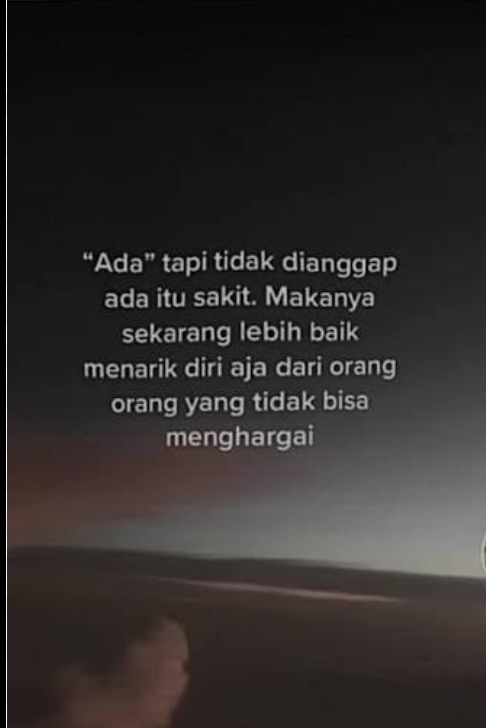 “Ada” tapi tidak dianggap
ada itu sakit. Makanya
sekarang lebih baik
menarik diri aja dari orang
orang yang tidak bisa
menghargai